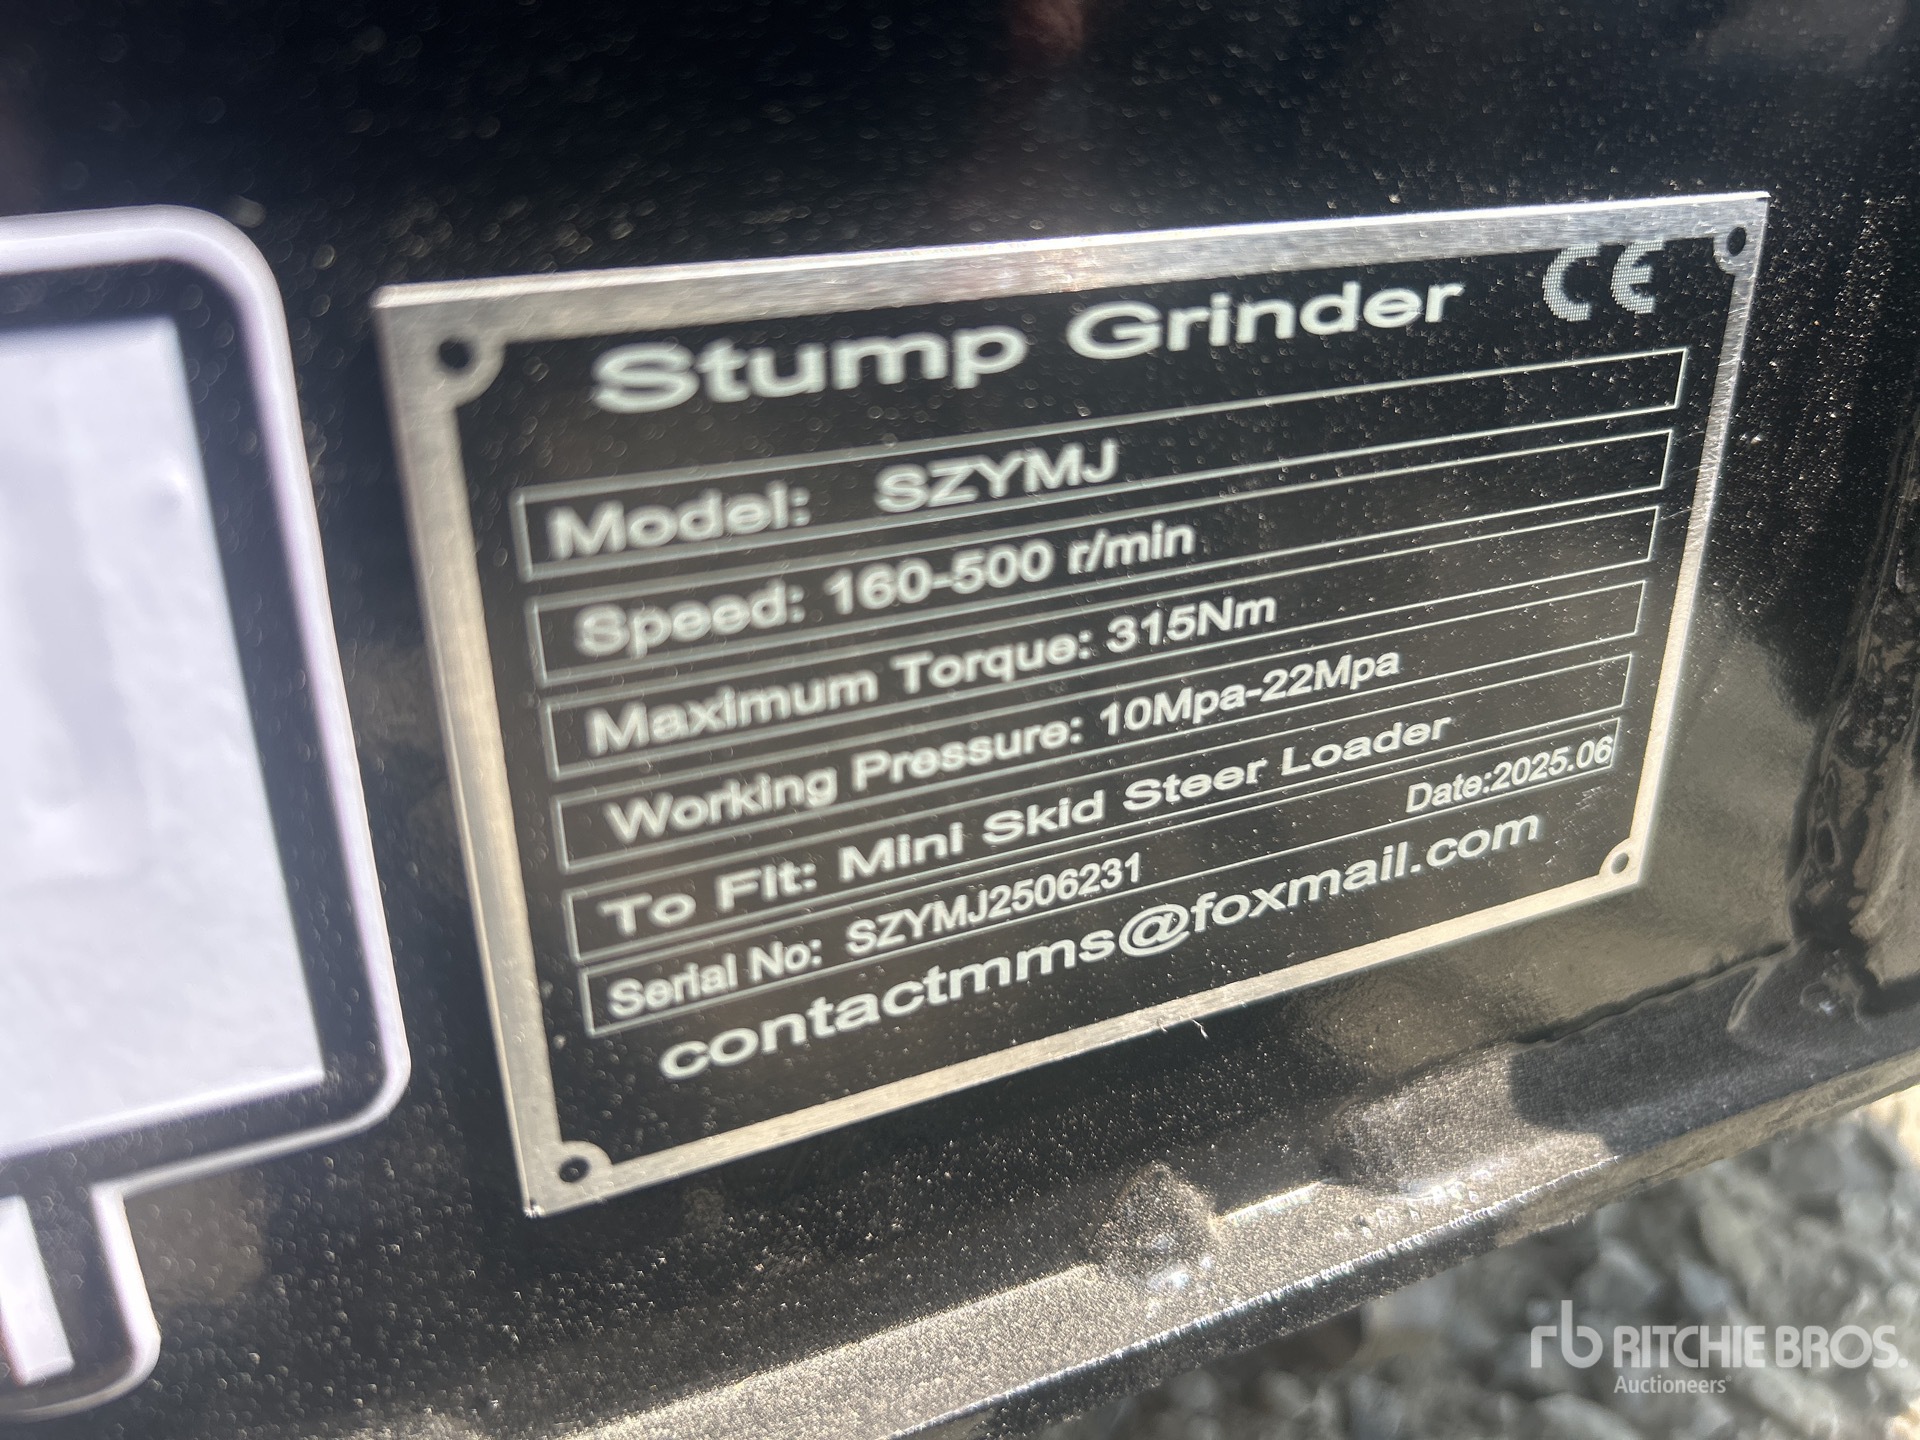 Stump Grinder CE
Model: SZYMJ
Speed: 160-500 r/min
Maximum Torque: 315Nm
Working Pressure: 10Mpa-22Mpa
To Fit: Mini Skid Steer Loader
Serial No: SZYMJ2506231 Date:2025.06
contactmms@foxmail.com
rb RITCHIE BROS.
Auctioneers